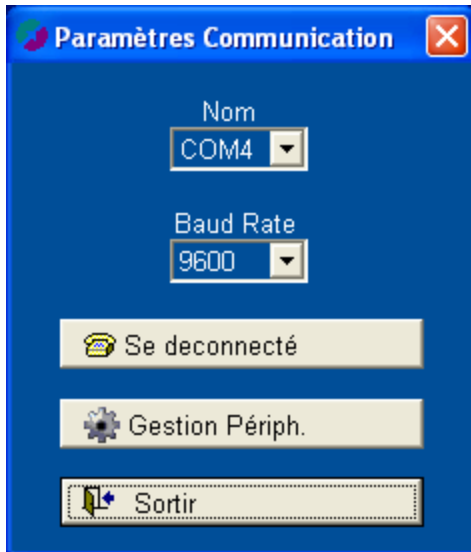 Paramètres Communication
Nom
COM4
Baud Rate
9600
Se deconnecté
Gestion Périph.
Sortir